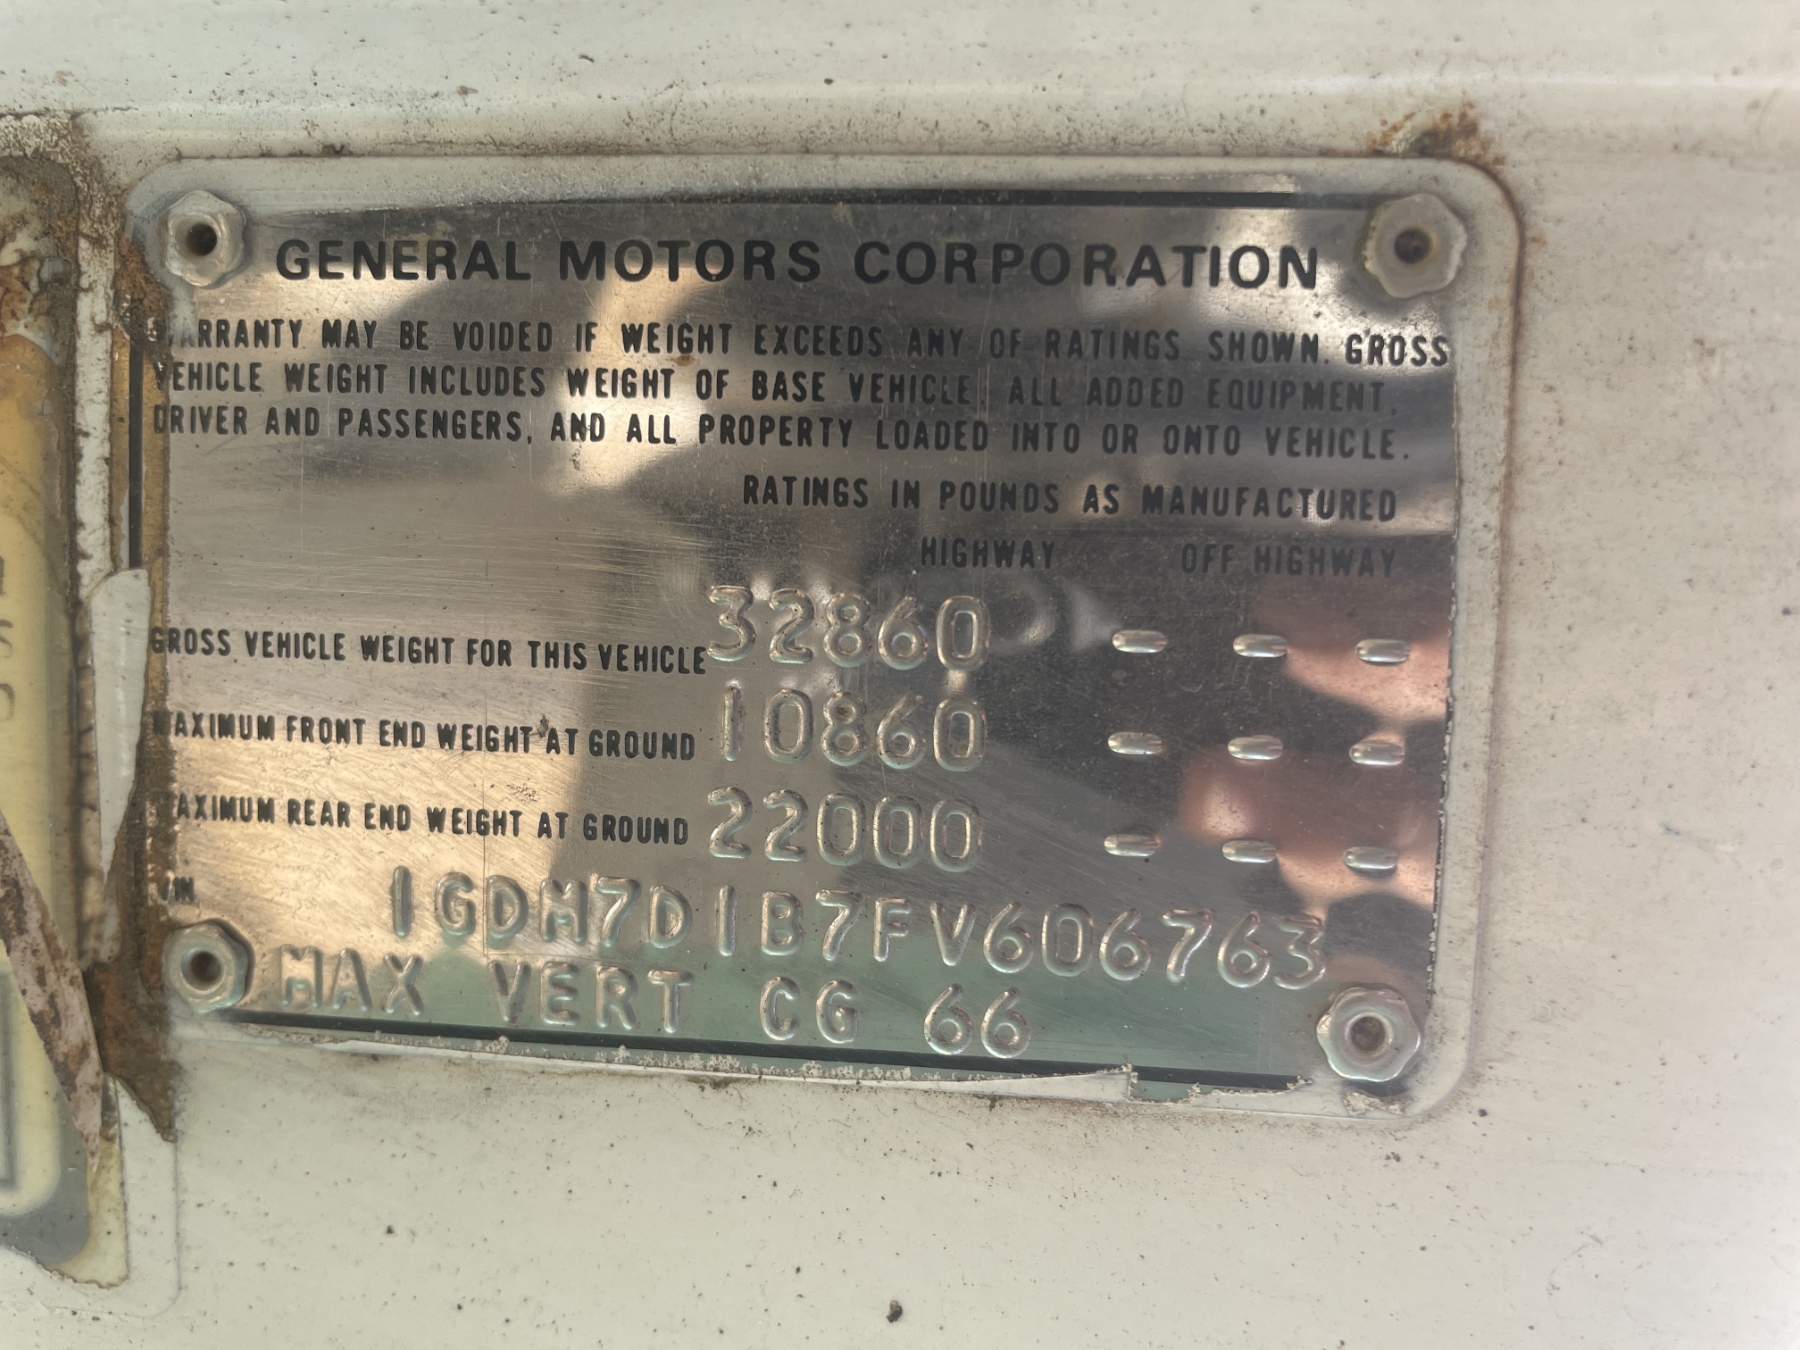 GENERAL MOTORS CORPORATION
WARRANTY MAY BE VOIDED IF WEIGHT EXCEEDS ANY OF RATINGS SHOWN. GROSS
VEHICLE WEIGHT INCLUDES WEIGHT OF BASE VEHICLE, ALL ADDED EQUIPMENT,
DRIVER AND PASSENGERS, AND ALL PROPERTY LOADED INTO OR ONTO VEHICLE.
RATINGS IN POUNDS AS MANUFACTURED
HIGHWAY OFF HIGHWAY
GROSS VEHICLE WEIGHT FOR THIS VEHICLE 32860 - - -
MAXIMUM FRONT END WEIGHT AT GROUND 10860 - - -
MAXIMUM REAR END WEIGHT AT GROUND 22000 - - -
VIN 1GDM7D1B7FV606763
MAX VERT CG 66